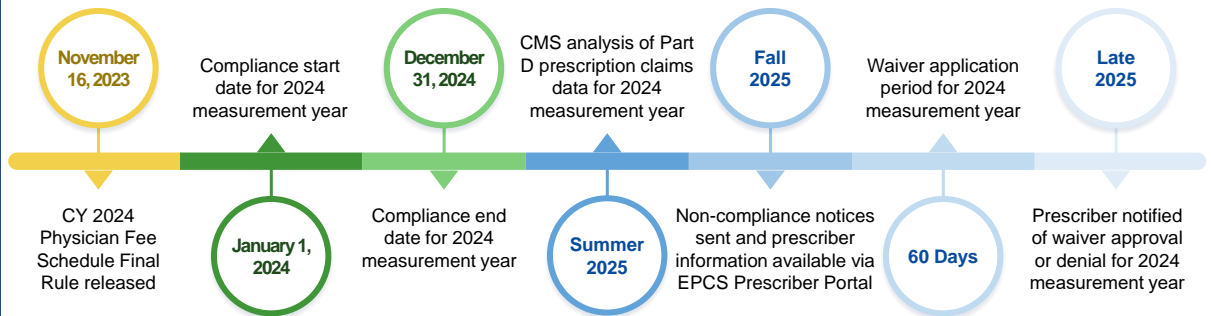 November
16, 2023
CY 2024
Physician Fee
Schedule Final
Rule released
Compliance start
date for 2024
measurement year
January 1,
2024
December
31, 2024
Compliance end
date for 2024
measurement year
CMS analysis of Part
D prescription claims
data for 2024
measurement year
Summer
2025
Fall
2025
Non-compliance notices
sent and prescriber
information available via
EPCS Prescriber Portal
Waiver application
period for 2024
measurement year
60 Days
Late
2025
Prescriber notified
of waiver approval
or denial for 2024
measurement year